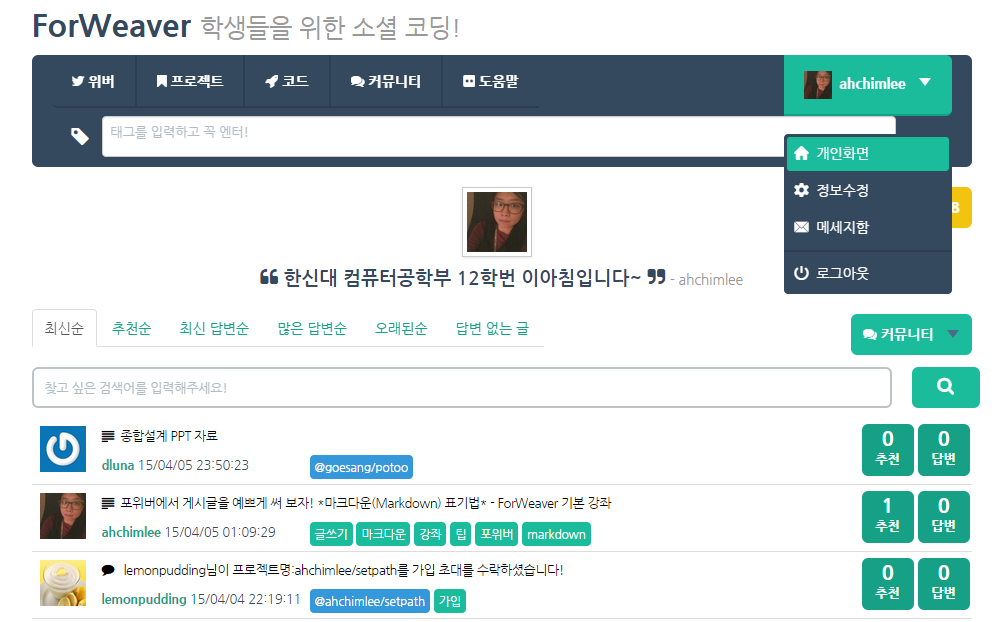 ForWeaver 학생들을 위한 소셜 코딩!
위버 프로젝트 코드 커뮤니티 도움말 ahchimlee
태그를 입력하고 꼭 엔터!
개인화면
정보수정
8
메세지함
로그아웃
❝ 한신대 컴퓨터공학부 12학번 이아침입니다~ ❞ - ahchimlee
최신순 추천순 최신 답변순 많은 답변순 오래된순 답변 없는 글
커뮤니티
찾고 싶은 검색어를 입력해주세요!
종합설계 PPT 자료
dluna 15/04/05 23:50:23 @goesang/potoo
0 0
추천 답변
포위버에서 게시글을 예쁘게 써 보자! *마크다운(Markdown) 표기법* - ForWeaver 기본 강좌
ahchimlee 15/04/05 01:09:29 글쓰기 마크다운 강좌 팁 포위버 markdown
1 0
추천 답변
lemonpudding님이 프로젝트명:ahchimlee/setpath를 가입 초대를 수락하셨습니다!
lemonpudding 15/04/04 22:19:11 @ahchimlee/setpath 가입
0 0
추천 답변